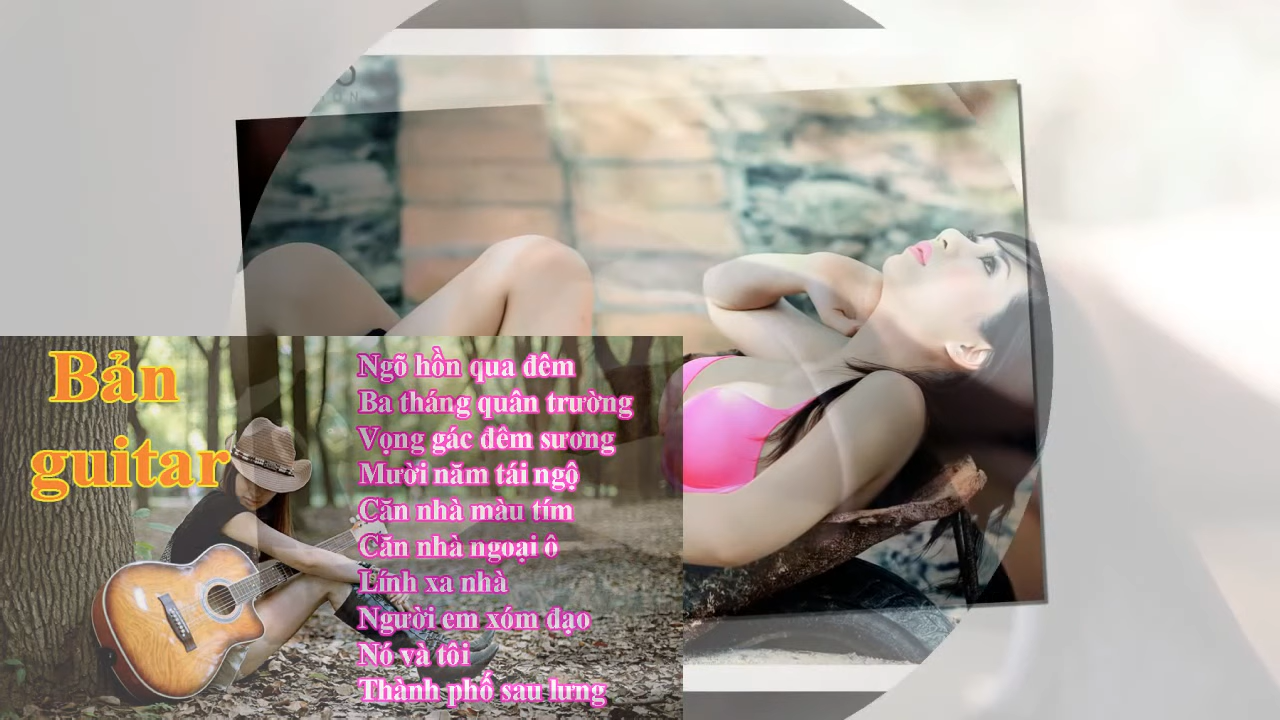 Bản
guitar
Ngõ hồn qua đêm
Ba tháng quân trường
Vọng gác đêm sương
Mười năm tái ngộ
Căn nhà màu tím
Căn nhà ngoại ô
Lính xa nhà
Người em xóm đạo
Nó và tôi
Thành phố sau lưng